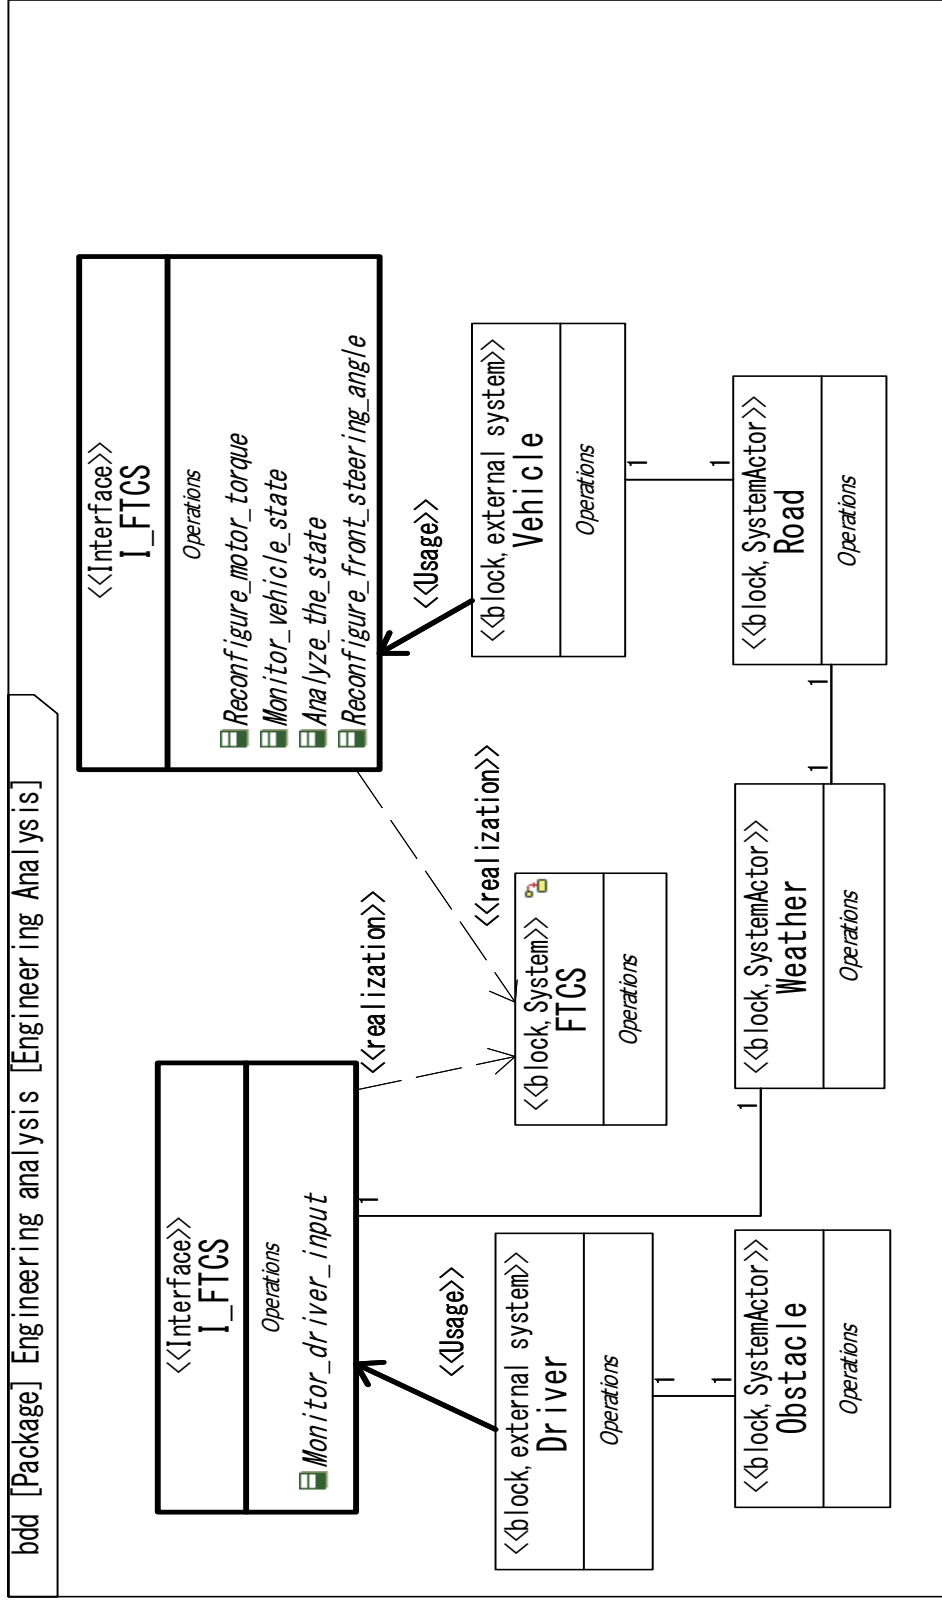 bdd [Package] Engineering analysis [Engineering Analysis]
<<Interface>>
I_FTCS
Operations
Monitor_driver_input
<<Interface>>
I_FTCS
Operations
Reconfigure_motor_torque
Monitor_vehicle_state
Analyze_the_state
Reconfigure_front_steering_angle
<<realization>>
<<realization>>
<<Usage>>
<<Usage>>
<<block, external system>>
Driver
Operations
<<block, System>>
FTCS
Operations
<<block, external system>>
Vehicle
Operations
1
1
1
1
1
1
1
1
<<block, SystemActor>>
Obstacle
Operations
<<block, SystemActor>>
Weather
Operations
<<block, SystemActor>>
Road
Operations